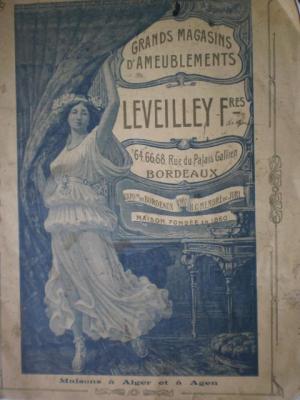 GRANDS MAGASINS
D'AMEUBLEMENTS
LEVEILLEY FRES
64.66.68. Rue du Palais Gallien
BORDEAUX
MAISON FONDÉE EN 1860
Maisons à Alger et à Agen